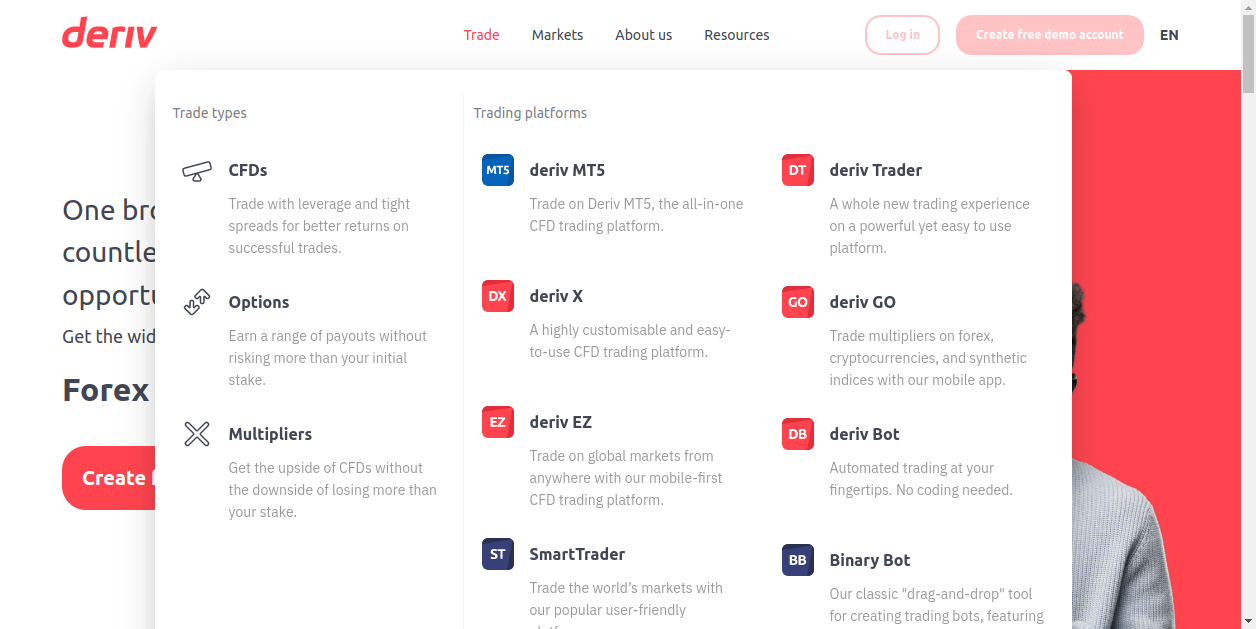 deriv
Trade
Markets
About us
Resources
Log in
Create free demo account
EN
Trade types
CFDs
Trade with leverage and tight
spreads for better returns on
successful trades.
Options
Earn a range of payouts without
risking more than your initial
stake.
Multipliers
Get the upside of CFDs without
the downside of losing more than
your stake.
Trading platforms
MT5
deriv MT5
Trade on Deriv MT5, the all-in-one
CFD trading platform.
DX
deriv X
A highly customisable and easy-
to-use CFD trading platform.
EZ
deriv EZ
Trade on global markets from
anywhere with our mobile-first
CFD trading platform.
ST
SmartTrader
Trade the world's markets with
our popular user-friendly
DT
deriv Trader
A whole new trading experience
on a powerful yet easy to use
platform.
GO
deriv GO
Trade multipliers on forex,
cryptocurrencies, and synthetic
indices with our mobile app.
DB
deriv Bot
Automated trading at your
fingertips. No coding needed.
BB
Binary Bot
Our classic "drag-and-drop" tool
for creating trading bots, featuring
One
Get the
Forex
Create